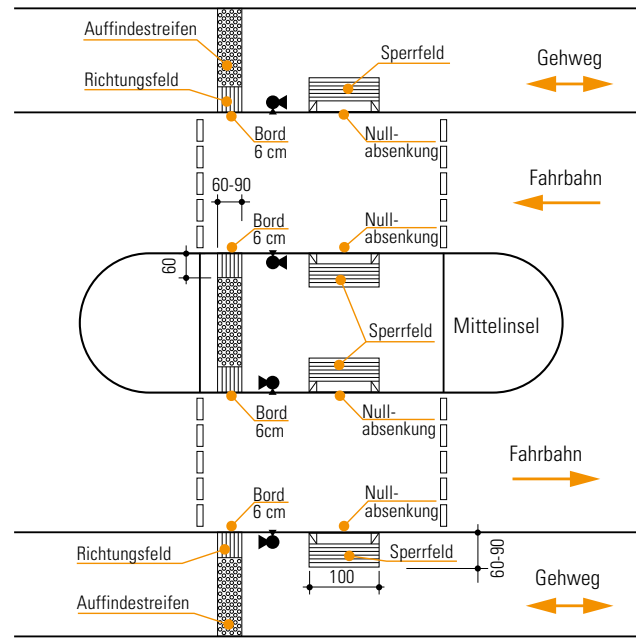 Auffindestreifen
Sperrfeld
Gehweg
Richtungsfeld
Bord
6 cm
Null-
absenkung
60-90
Fahrbahn
Bord
6 cm
Null-
absenkung
60
Sperrfeld
Mittelinsel
Bord
6cm
Null-
absenkung
Fahrbahn
Bord
6 cm
Null-
absenkung
Richtungsfeld
Sperrfeld
60-90
100
Gehweg
Auffindestreifen